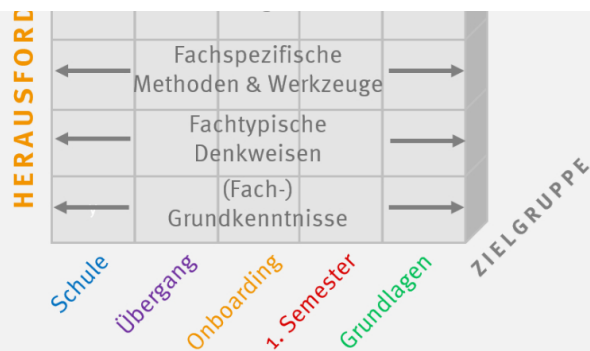 HERAUSFORD
Fachspezifische
Methoden & Werkzeuge
Fachtypische
Denkweisen
(Fach-)
Grundkenntnisse
Schule
Übergang
Onboarding
1. Semester
Grundlagen
ZIELGRUPPE